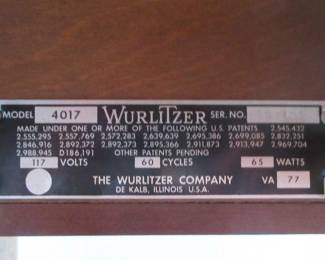 MODEL 4017 WURLITZER SER. NO.
MADE UNDER ONE OR MORE OF THE FOLLOWING U.S. PATENTS 2,545,432
2,555,295 2,557,769 2,572,283 2,639,639 2,695,386 2,699,085 2,832,251
2,846,916 2,892,372 2,892,373 2,895,366 2,911,873 2,913,947 2,969,704
2,988,945 D186,191 OTHER PATENTS PENDING
117 VOLTS 60 CYCLES 65 WATTS
THE WURLITZER COMPANY VA 77
DE KALB, ILLINOIS U.S.A.